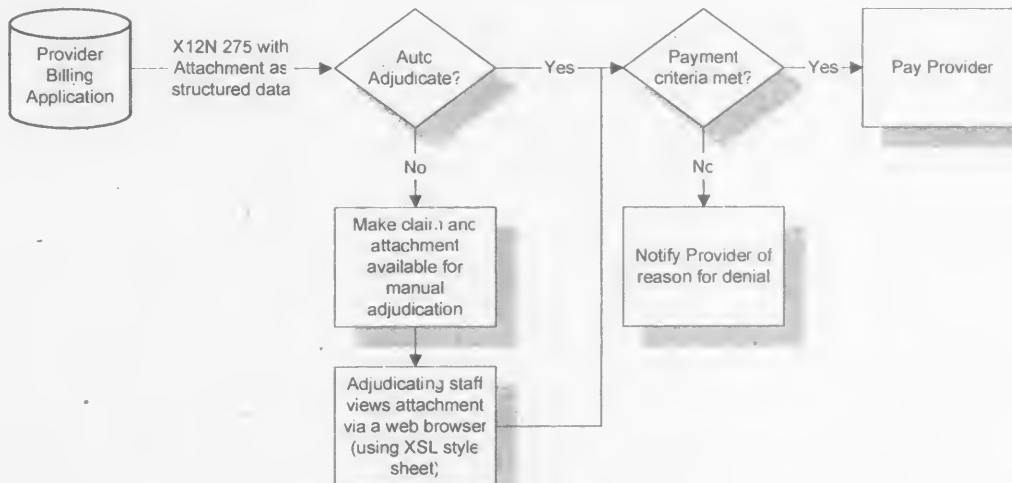 Provider
Billing
Application
X12N 275 with
Attachment as
structured data
Auto
Adjudicate?
Yes
Payment
criteria met?
Yes
Pay Provider
No
No
Make claim and
attachment
available for
manual
adjudication
Notify Provider of
reason for denial
Adjudicating staff
views attachment
via a web browser
(using XSL style
sheet)